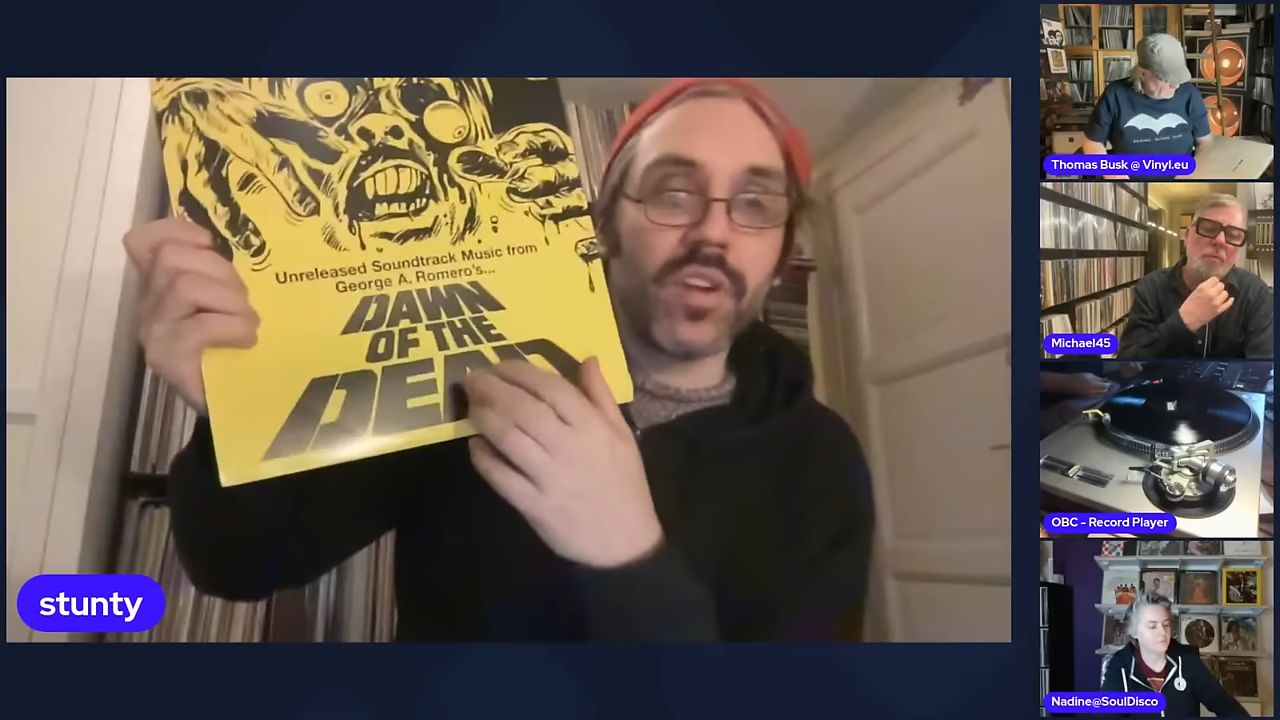 Unreleased Soundtrack Music from
George A. Romero's...
DAWN
OF THE
DEAD
stunty
Thomas Busk @ Vinyl.eu
Michael45
OBC - Record Player
Nadine@SoulDisco